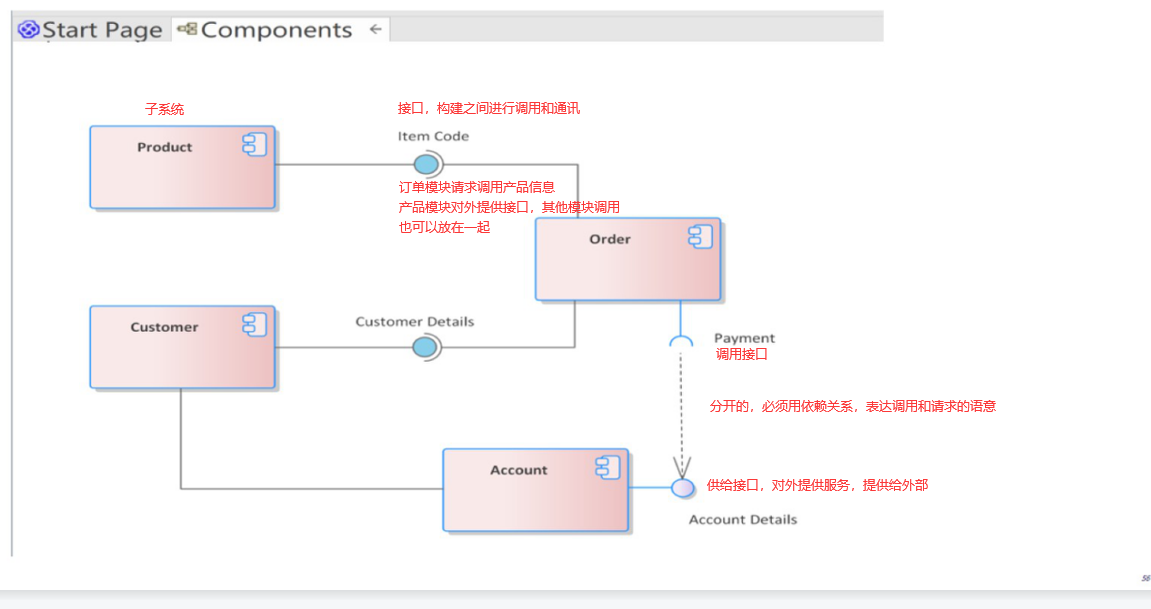 Start Page
Components
子系统
接口，构建之间进行调用和通讯
Item Code
Product
订单模块请求调用产品信息
产品模块对外提供接口，其他模块调用
也可以放在一起
Order
Customer
Customer Details
Payment
调用接口
分开的，必须用依赖关系，表达调用和请求的语意
Account
供给接口，对外提供服务，提供给外部
Account Details
56